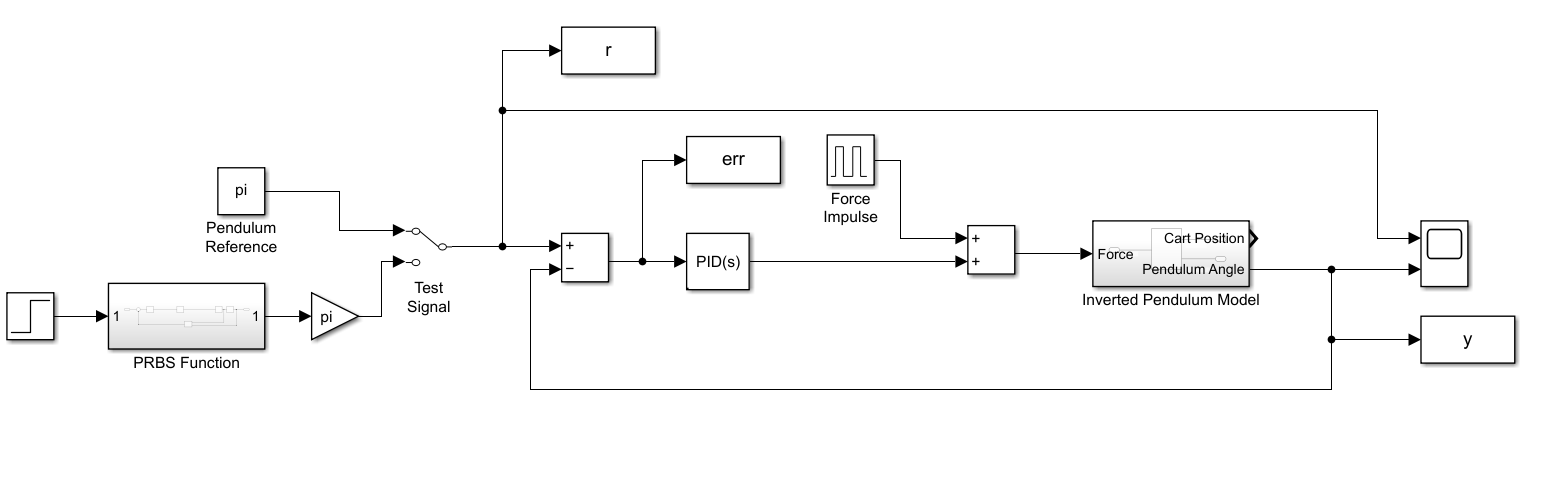 r
err
pi
Pendulum
Reference
Force
Impulse
+
−
PID(s)
+
+
Force
Cart Position
Pendulum Angle
Inverted Pendulum Model
Test
Signal
1
1
PRBS Function
pi
y